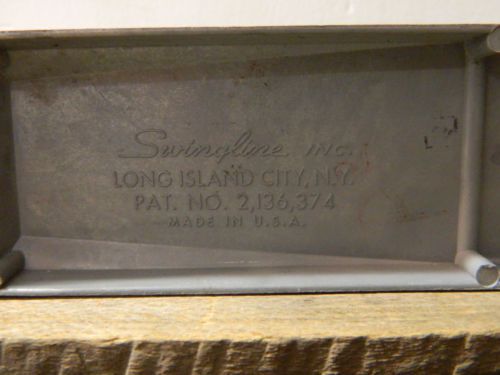 Swingline INC.
LONG ISLAND CITY, N.Y.
PAT. NO. 2,136,374
MADE IN U.S.A.